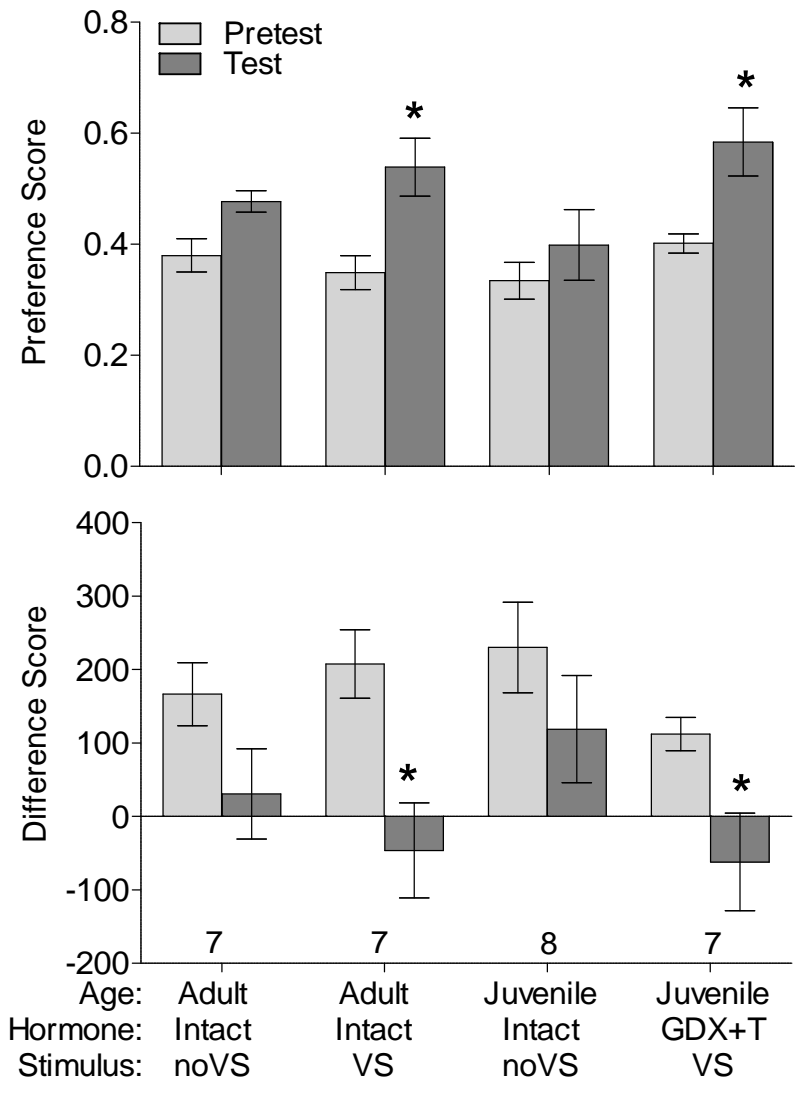 Pretest
Test
Preference Score
0.8
0.6
0.4
0.2
0.0
*
*
Difference Score
400
300
200
100
0
-100
-200
*
*
7 7 8 7
Age: Adult Adult Juvenile Juvenile
Hormone: Intact Intact Intact GDX+T
Stimulus: noVS VS noVS VS